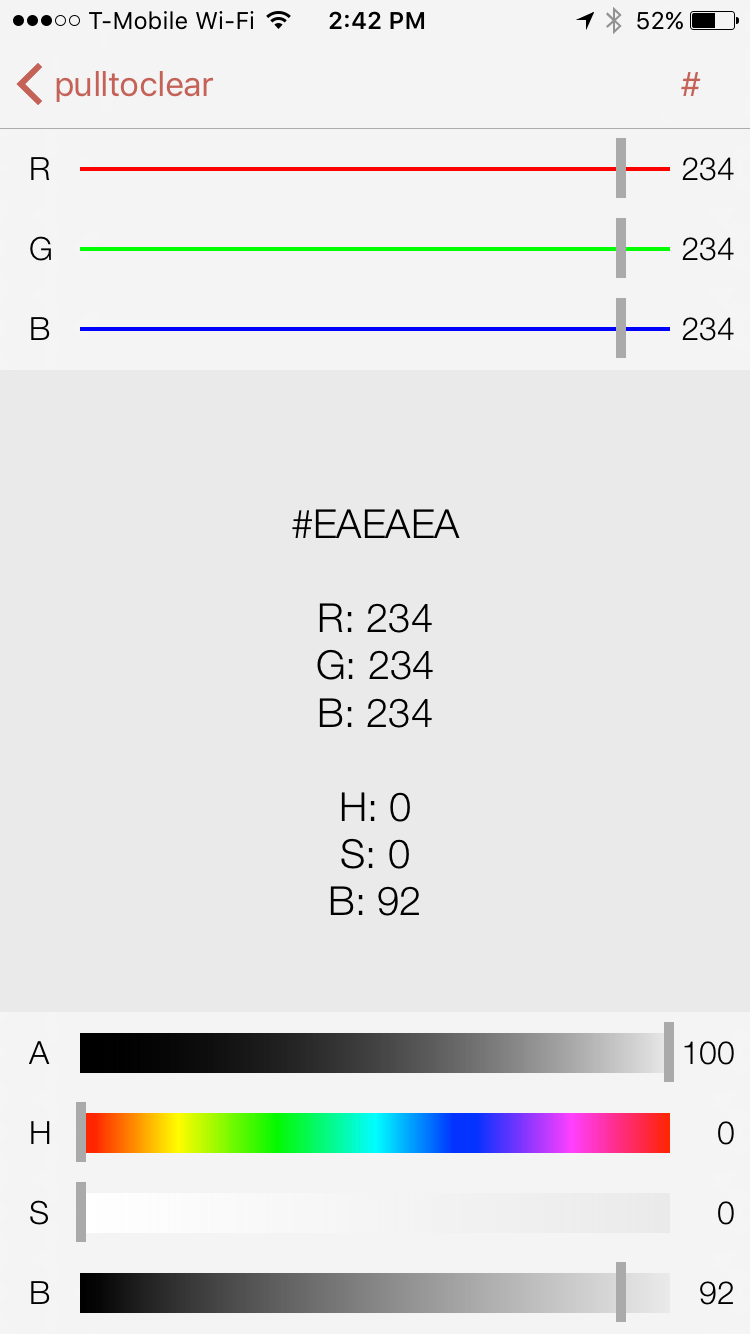 T-Mobile Wi-Fi 2:42 PM 52%
pulltoclear #
R 234
G 234
B 234
#EAEAEA
R: 234
G: 234
B: 234
H: 0
S: 0
B: 92
A 100
H 0
S 0
B 92